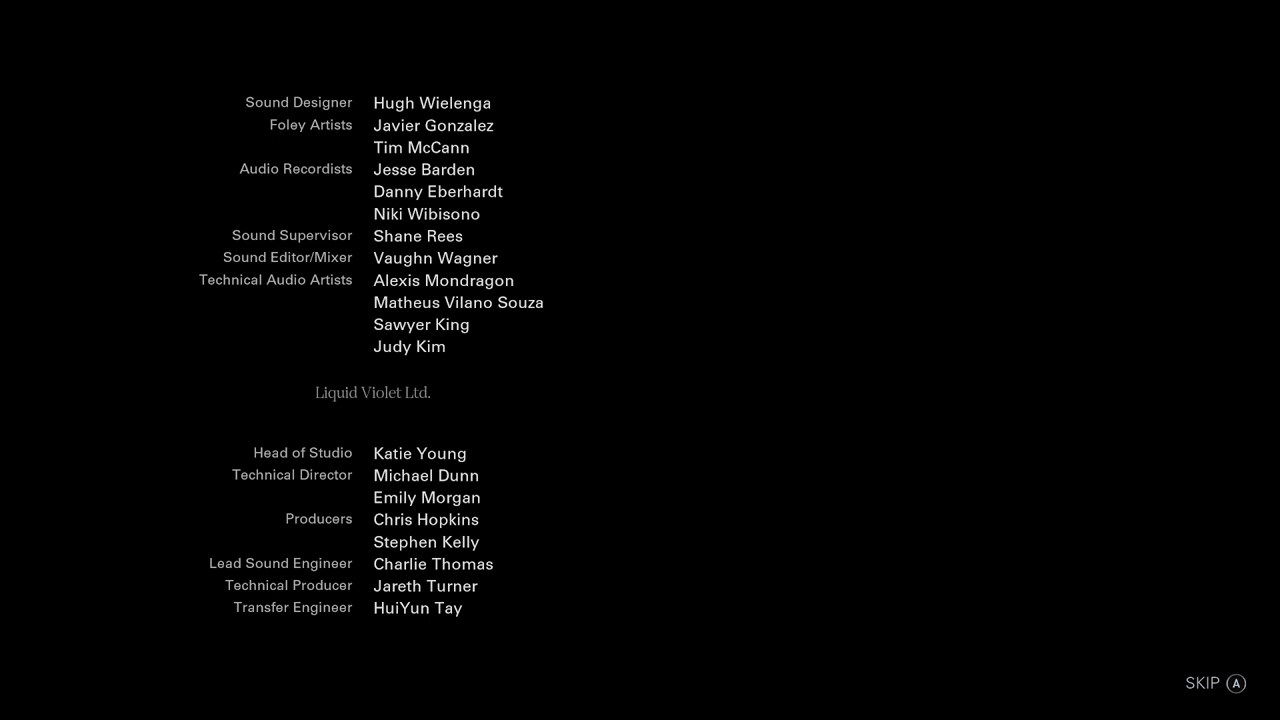 Sound Designer Hugh Wielenga
Foley Artists Javier Gonzalez
Tim McCann
Audio Recordists Jesse Barden
Danny Eberhardt
Niki Wibisono
Sound Supervisor Shane Rees
Sound Editor/Mixer Vaughn Wagner
Technical Audio Artists Alexis Mondragon
Matheus Vilano Souza
Sawyer King
Judy Kim
Liquid Violet Ltd.
Head of Studio Katie Young
Technical Director Michael Dunn
Emily Morgan
Producers Chris Hopkins
Stephen Kelly
Lead Sound Engineer Charlie Thomas
Technical Producer Jareth Turner
Transfer Engineer HuiYun Tay
SKIP A